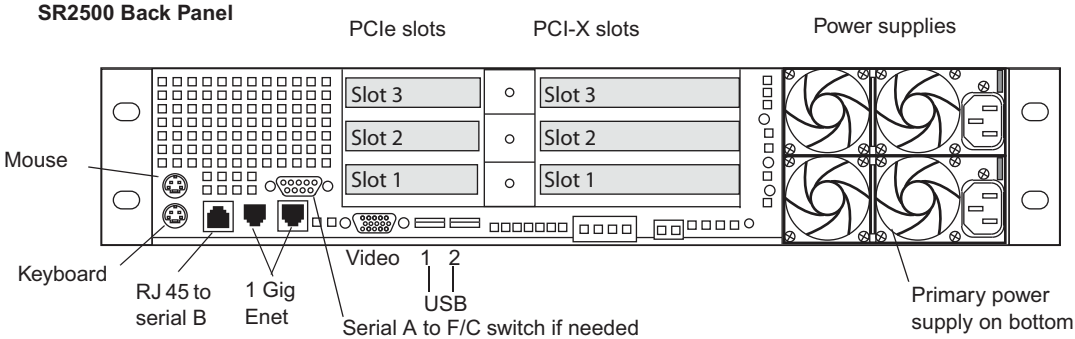 SR2500 Back Panel
PCIe slots
PCI-X slots
Power supplies
Slot 3
Slot 3
Slot 2
Slot 2
Slot 1
Slot 1
Mouse
Keyboard
RJ 45 to
serial B
1 Gig
Enet
Video
1 2
USB
Serial A to F/C switch if needed
Primary power
supply on bottom